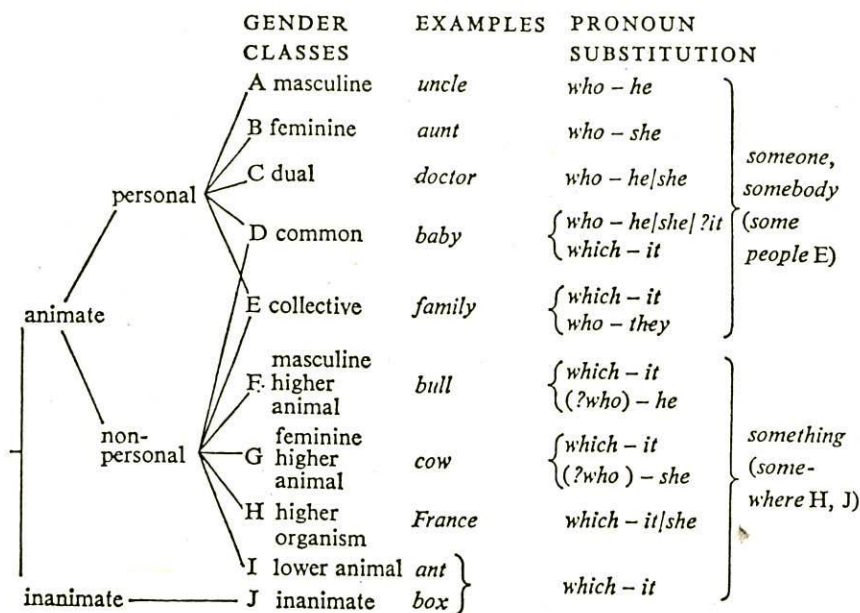 GENDER CLASSES EXAMPLES PRONOUN SUBSTITUTION
A masculine uncle who – he
B feminine aunt who – she
C dual doctor who – he/she
personal
D common baby who – he/she/ ?it
which – it
someone,
somebody
(some
people E)
animate
E collective family which – it
who – they
F masculine higher animal bull which – it
(?who) – he
non-
personal
G feminine higher animal cow which – it
(?who ) – she
something
(some-
where H, J)
H higher organism France which – it/she
I lower animal ant
which – it
inanimate J inanimate box